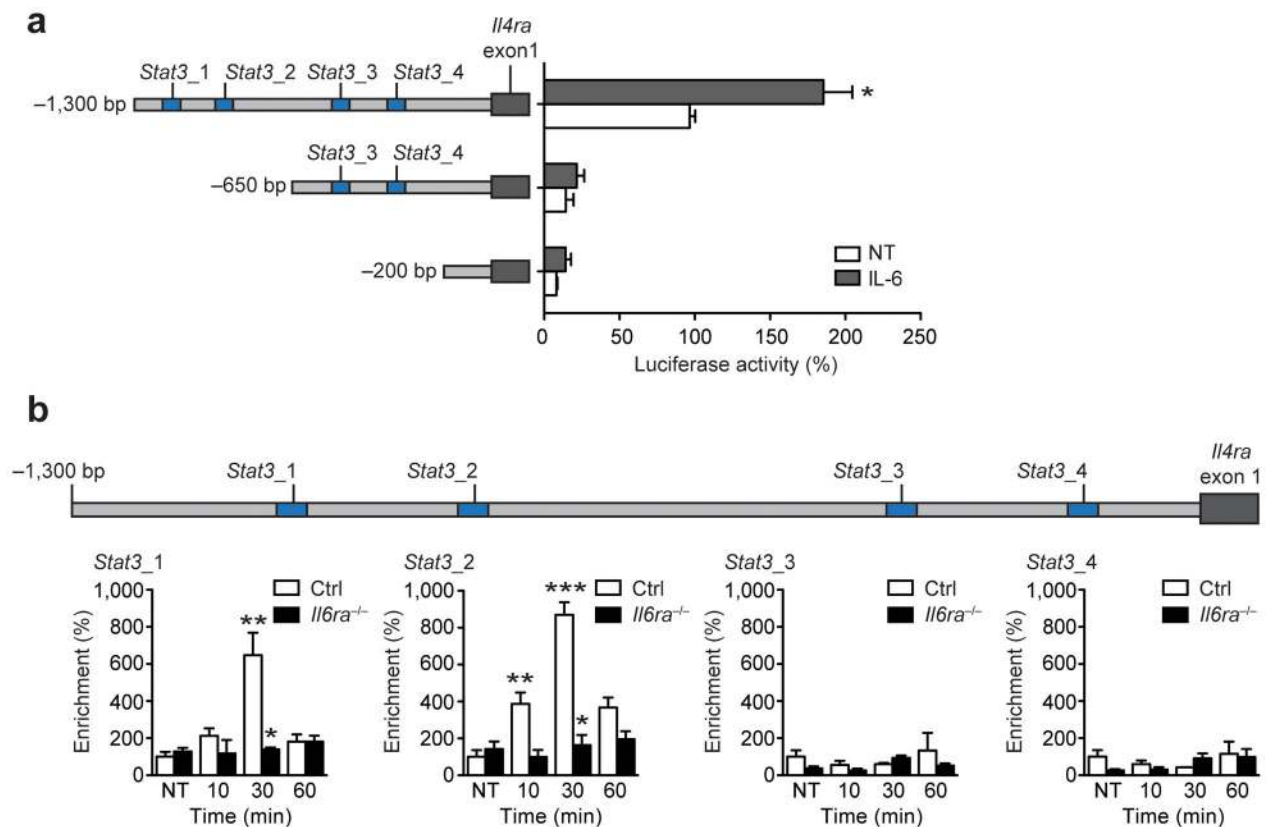 a
Il4ra
exon1
Stat3_1 Stat3_2 Stat3_3 Stat3_4
–1,300 bp
*
Stat3_3 Stat3_4
–650 bp
–200 bp
NT
IL-6
0 50 100 150 200 250
Luciferase activity (%)
b
–1,300 bp Stat3_1 Stat3_2 Stat3_3 Stat3_4 Il4ra
exon 1
Stat3_1
Enrichment (%)
1,000
800
600
400
200
0
** *
Ctrl
Il6ra–/–
NT 10 30 60
Time (min)
Stat3_2
Enrichment (%)
1,000
800
600
400
200
0
** *** *
Ctrl
Il6ra–/–
NT 10 30 60
Time (min)
Stat3_3
Enrichment (%)
1,000
800
600
400
200
0
Ctrl
Il6ra–/–
NT 10 30 60
Time (min)
Stat3_4
Enrichment (%)
1,000
800
600
400
200
0
Ctrl
Il6ra–/–
NT 10 30 60
Time (min)